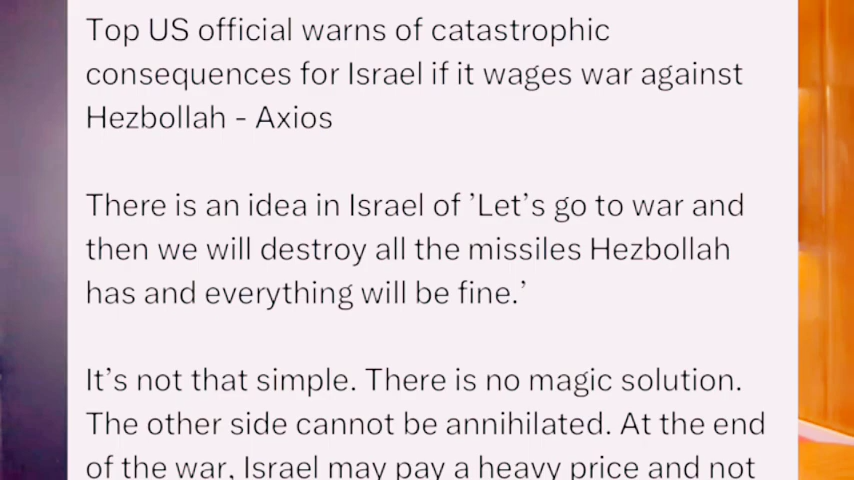 Top US official warns of catastrophic
consequences for Israel if it wages war against
Hezbollah - Axios
There is an idea in Israel of ’Let’s go to war and
then we will destroy all the missiles Hezbollah
has and everything will be fine.’
It’s not that simple. There is no magic solution.
The other side cannot be annihilated. At the end
of the war, Israel may pay a heavy price and not